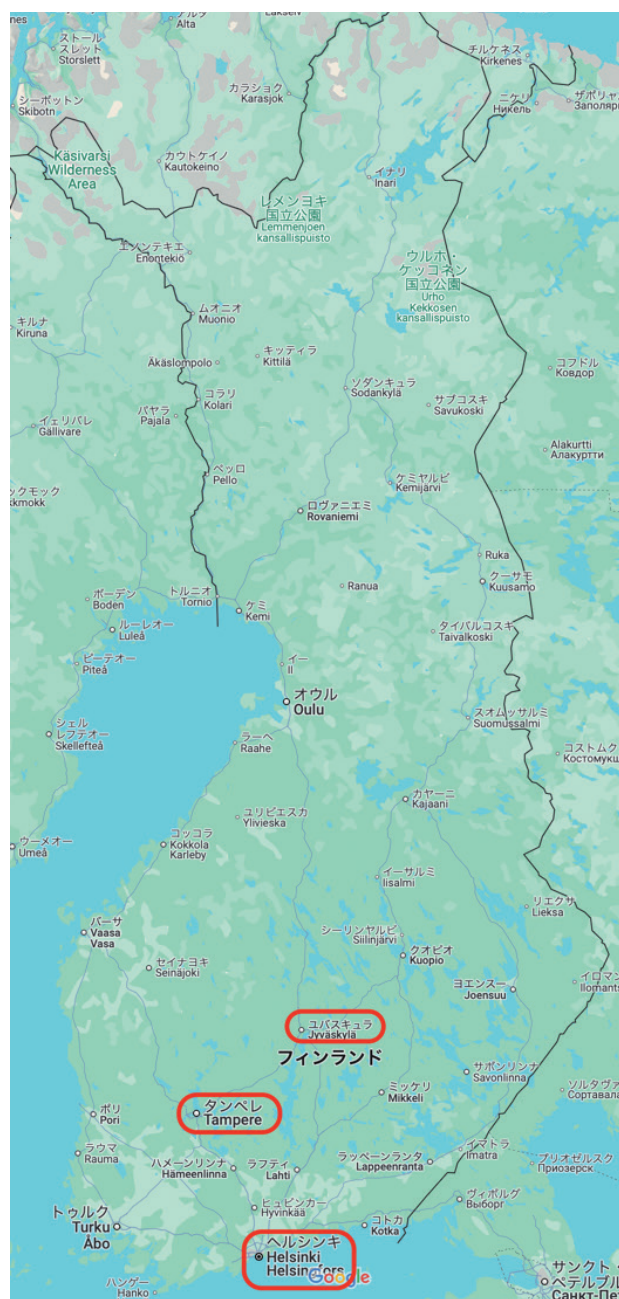 Lakselv
アルタ
Alta
ストール
スレット
Storslett
チルケネス
Kirkenes
カラショク
Karasjok
シーボットン
Skibotn
ニケリ
Никель
Заполярн
Käsivarsi
Wilderness
Area
カウトケイノ
Kautokeino
イナリ
Inari
レメンヨキ
国立公園
Lemmenjoen
kansallispuisto
エノンテキエ
Enontekiö
ウルホ・
ケッコネン
国立公園
Urho
Kekkosen
kansallispuisto
ムオニオ
Muonio
キルナ
Kiruna
キッティラ
Kittilä
Äkäslompolo
コフドル
Ковдор
ソダンキュラ
Sodankylä
コラリ
Kolari
サブコスキ
Savukoski
パヤラ
Pajala
イェリバレ
Gällivare
Alakurtti
Алакуртти
ペッロ
Pello
ケミヤルビ
Kemijärvi
ックモック
kkmokk
ロヴァニエミ
Rovaniemi
Ruka
クーサモ
Kuusamo
Ranua
ボーデン
Boden
トルニオ
Tornio
ケミ
Kemi
ルーレオー
Luleå
タイバルコスキ
Taivalkoski
ピーテオー
Piteå
イー
Ii
オウル
Oulu
スオムッサルミ
Suomussalmi
シェル
レフテオー
Skellefteå
ラーヘ
Raahe
コストムク
Костомукш
カヤーニ
Kajaani
ユリビエスカ
Ylivieska
ウーメオー
Umeå
コッコラ
Kokkola
Karleby
イーサルミ
Iisalmi
リエクサ
Lieksa
バーサ
Vaasa
Vasa
シーリンヤルビ
Siilinjärvi
クオピオ
Kuopio
セイナヨキ
Seinäjoki
イロマン
Ilomants
ヨエンスー
Joensuu
ユバスキュラ
Jyväskylä
フィンランド
サボンリンナ
Savonlinna
ミッケリ
Mikkeli
ソルタヴァ
Сортавала
タンペレ
Tampere
ポリ
Pori
イマトラ
Imatra
ラウマ
Rauma
ハメーンリンナ
Hämeenlinna
ラフティ
Lahti
ラッペーンランタ
Lappeenranta
プリオゼルスク
Приозерск
ヒュビンカー
Hyvinkää
ヴィボルグ
Выборг
トゥルク
Turku
Åbo
コトカ
Kotka
ヘルシンキ
Helsinki
Helsingfors
Google
ハンゲー
Hanko
サンクト・
ペテルブル
Санкт-Пет